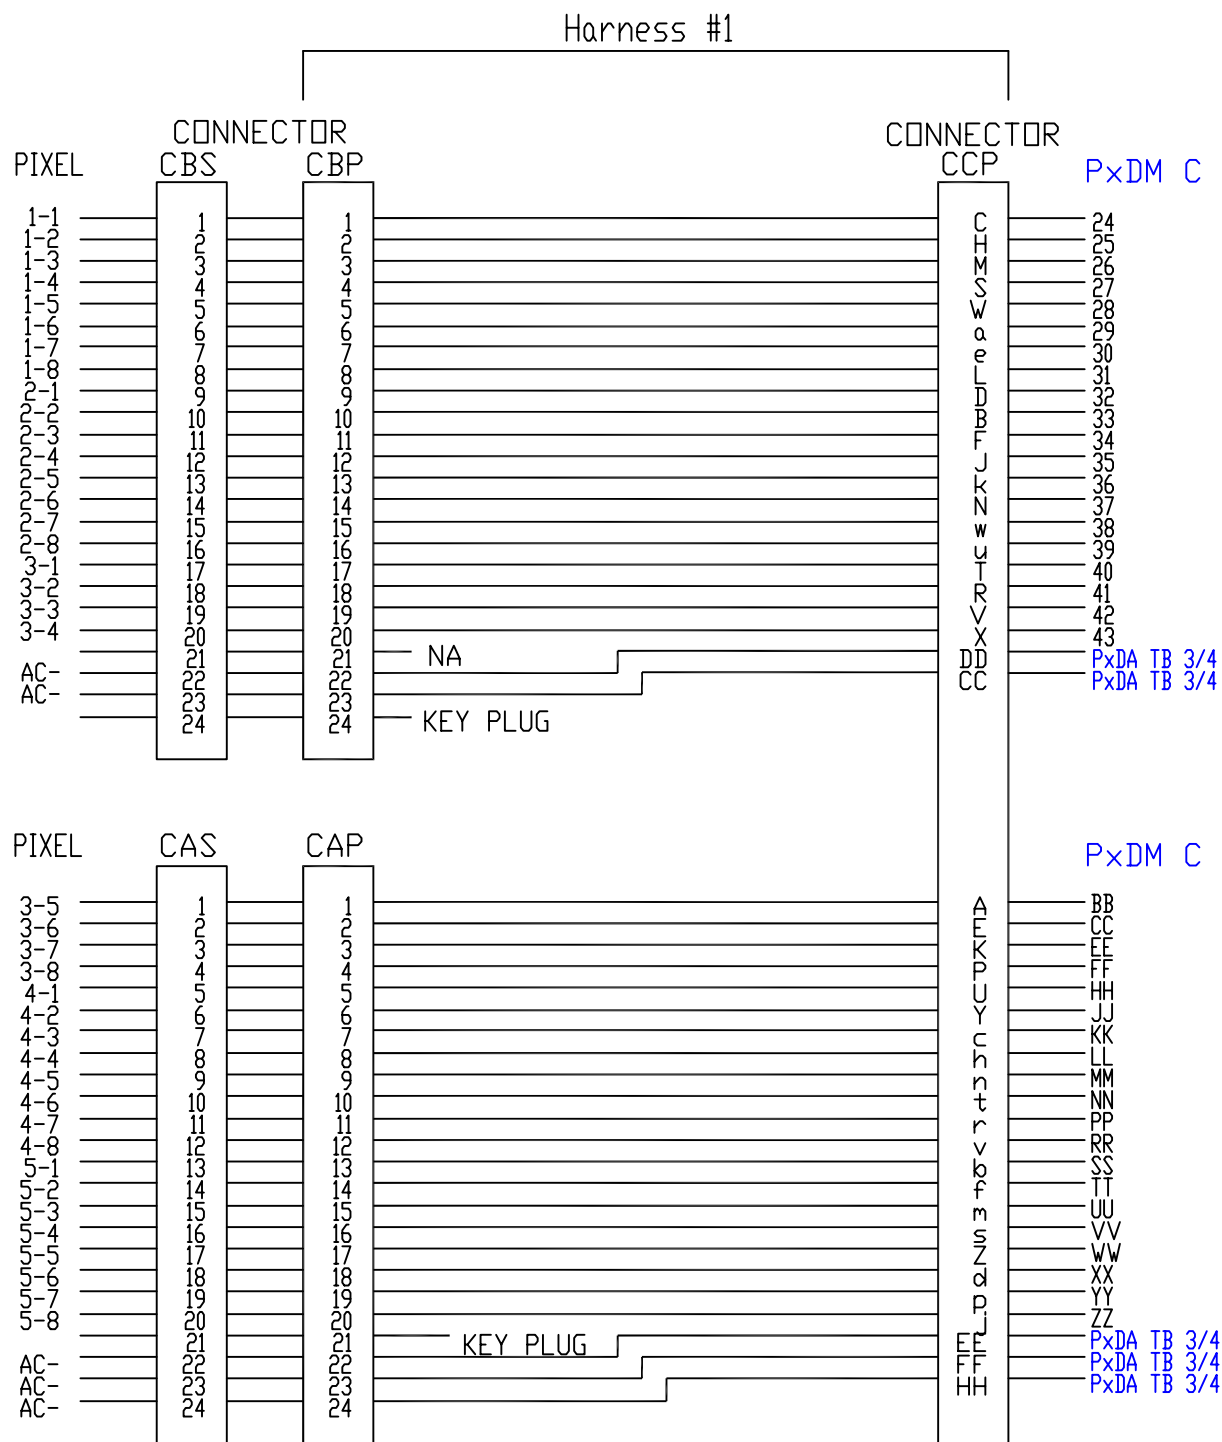 Harness #1
CONNECTOR CONNECTOR
PIXEL CBS CBP CCP PxDM C
1-1 1 1 C 24
1-2 2 2 H 25
1-3 3 3 M 26
1-4 4 4 S 27
1-5 5 5 W 28
1-6 6 6 a 29
1-7 7 7 e 30
1-8 8 8 L 31
2-1 9 9 D 32
2-2 10 10 B 33
2-3 11 11 F 34
2-4 12 12 J 35
2-5 13 13 k 36
2-6 14 14 N 37
2-7 15 15 w 38
2-8 16 16 u 39
3-1 17 17 T 40
3-2 18 18 R 41
3-3 19 19 V 42
3-4 20 20 X 43
21 21 NA DD PxDA TB 3/4
AC- 22 22 CC PxDA TB 3/4
AC- 23 23
24 24 KEY PLUG
PIXEL CAS CAP PxDM C
3-5 1 1 A BB
3-6 2 2 E CC
3-7 3 3 K EE
3-8 4 4 P FF
4-1 5 5 U HH
4-2 6 6 Y JJ
4-3 7 7 c KK
4-4 8 8 h LL
4-5 9 9 n MM
4-6 10 10 t NN
4-7 11 11 r PP
4-8 12 12 v RR
5-1 13 13 b SS
5-2 14 14 f TT
5-3 15 15 m UU
5-4 16 16 s VV
5-5 17 17 Z WW
5-6 18 18 d XX
5-7 19 19 p YY
5-8 20 20 j ZZ
21 21 KEY PLUG EE PxDA TB 3/4
AC- 22 22 FF PxDA TB 3/4
AC- 23 23 HH PxDA TB 3/4
AC- 24 24